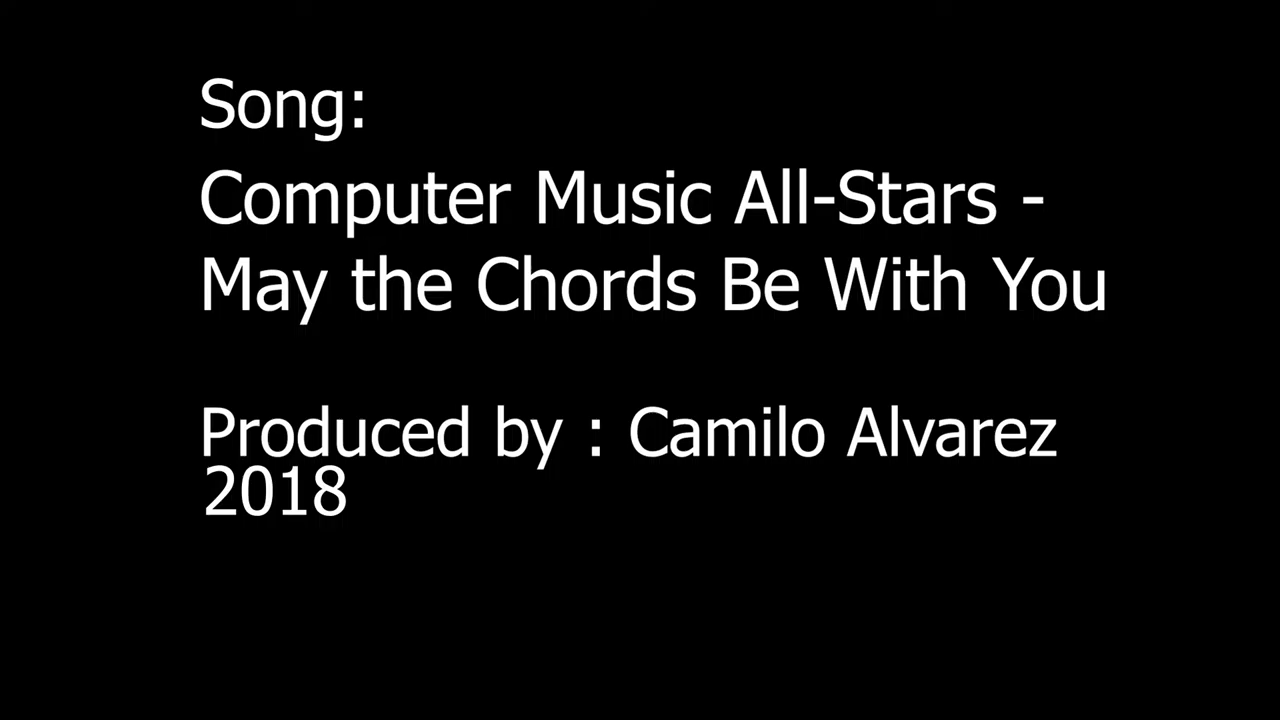 Song:
Computer Music All-Stars -
May the Chords Be With You
Produced by : Camilo Alvarez
2018